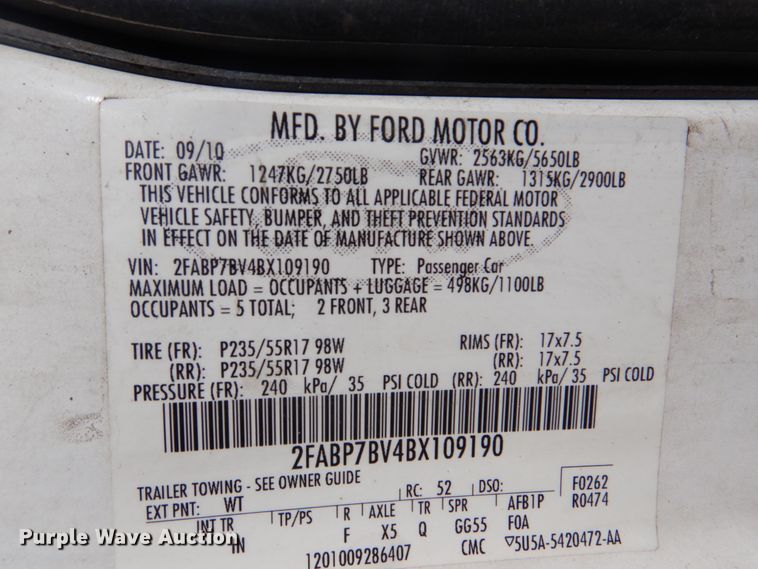 MFD. BY FORD MOTOR CO.
DATE: 09/10 GVWR: 2563KG/5650LB
FRONT GAWR: 1247KG/2750LB REAR GAWR: 1315KG/2900LB
THIS VEHICLE CONFORMS TO ALL APPLICABLE FEDERAL MOTOR
VEHICLE SAFETY, BUMPER, AND THEFT PREVENTION STANDARDS
IN EFFECT ON THE DATE OF MANUFACTURE SHOWN ABOVE.
VIN: 2FABP7BV4BX109190 TYPE: Passenger Car
MAXIMUM LOAD = OCCUPANTS + LUGGAGE = 498KG/1100LB
OCCUPANTS = 5 TOTAL; 2 FRONT, 3 REAR
TIRE (FR): P235/55R17 98W RIMS (FR): 17x7.5
(RR): P235/55R17 98W (RR): 17x7.5
PRESSURE (FR): 240 kPa/ 35 PSI COLD (RR): 240 kPa/ 35 PSI COLD
2FABP7BV4BX109190
TRAILER TOWING - SEE OWNER GUIDE
EXT PNT: WT RC: 52 DSO: F0262
INT TR TP/PS R AXLE TR SPR AFB1P R0474
IN F X5 Q GG55 F0A
1201009286407 CMC ▽5U5A-5420472-AA
Purple Wave Auction